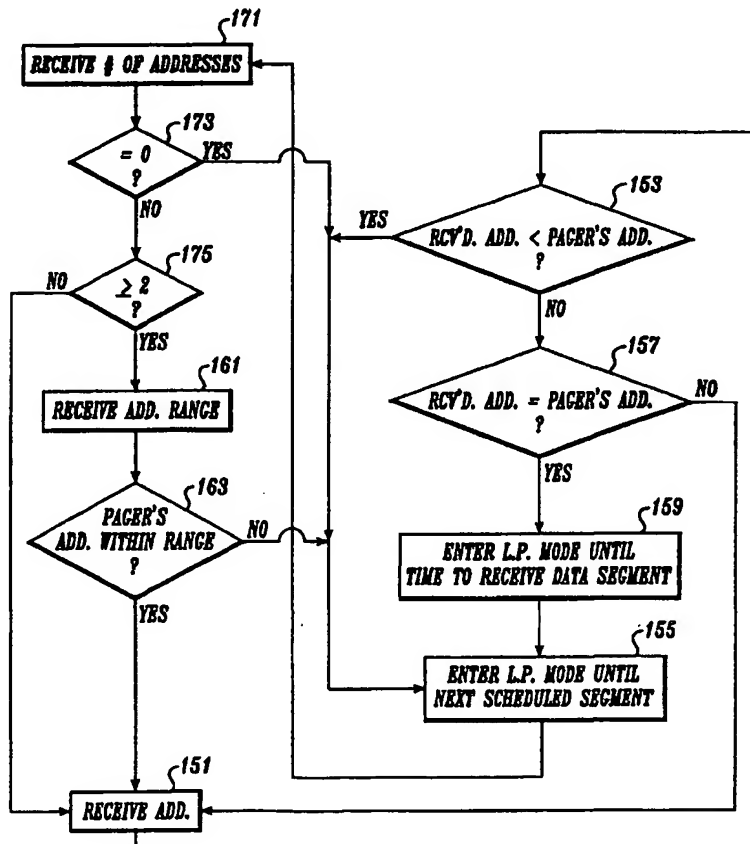 171
RECEIVE # OF ADDRESSES
173
= 0
?
YES
NO
175
≥ 2
?
NO
YES
161
RECEIVE ADD. RANGE
163
PAGER'S
ADD. WITHIN RANGE
?
NO
YES
151
RECEIVE ADD.
153
RCV'D. ADD. < PAGER'S ADD.
?
YES
NO
157
RCV'D. ADD. = PAGER'S ADD.
?
NO
YES
159
ENTER L.P. MODE UNTIL
TIME TO RECEIVE DATA SEGMENT
155
ENTER L.P. MODE UNTIL
NEXT SCHEDULED SEGMENT